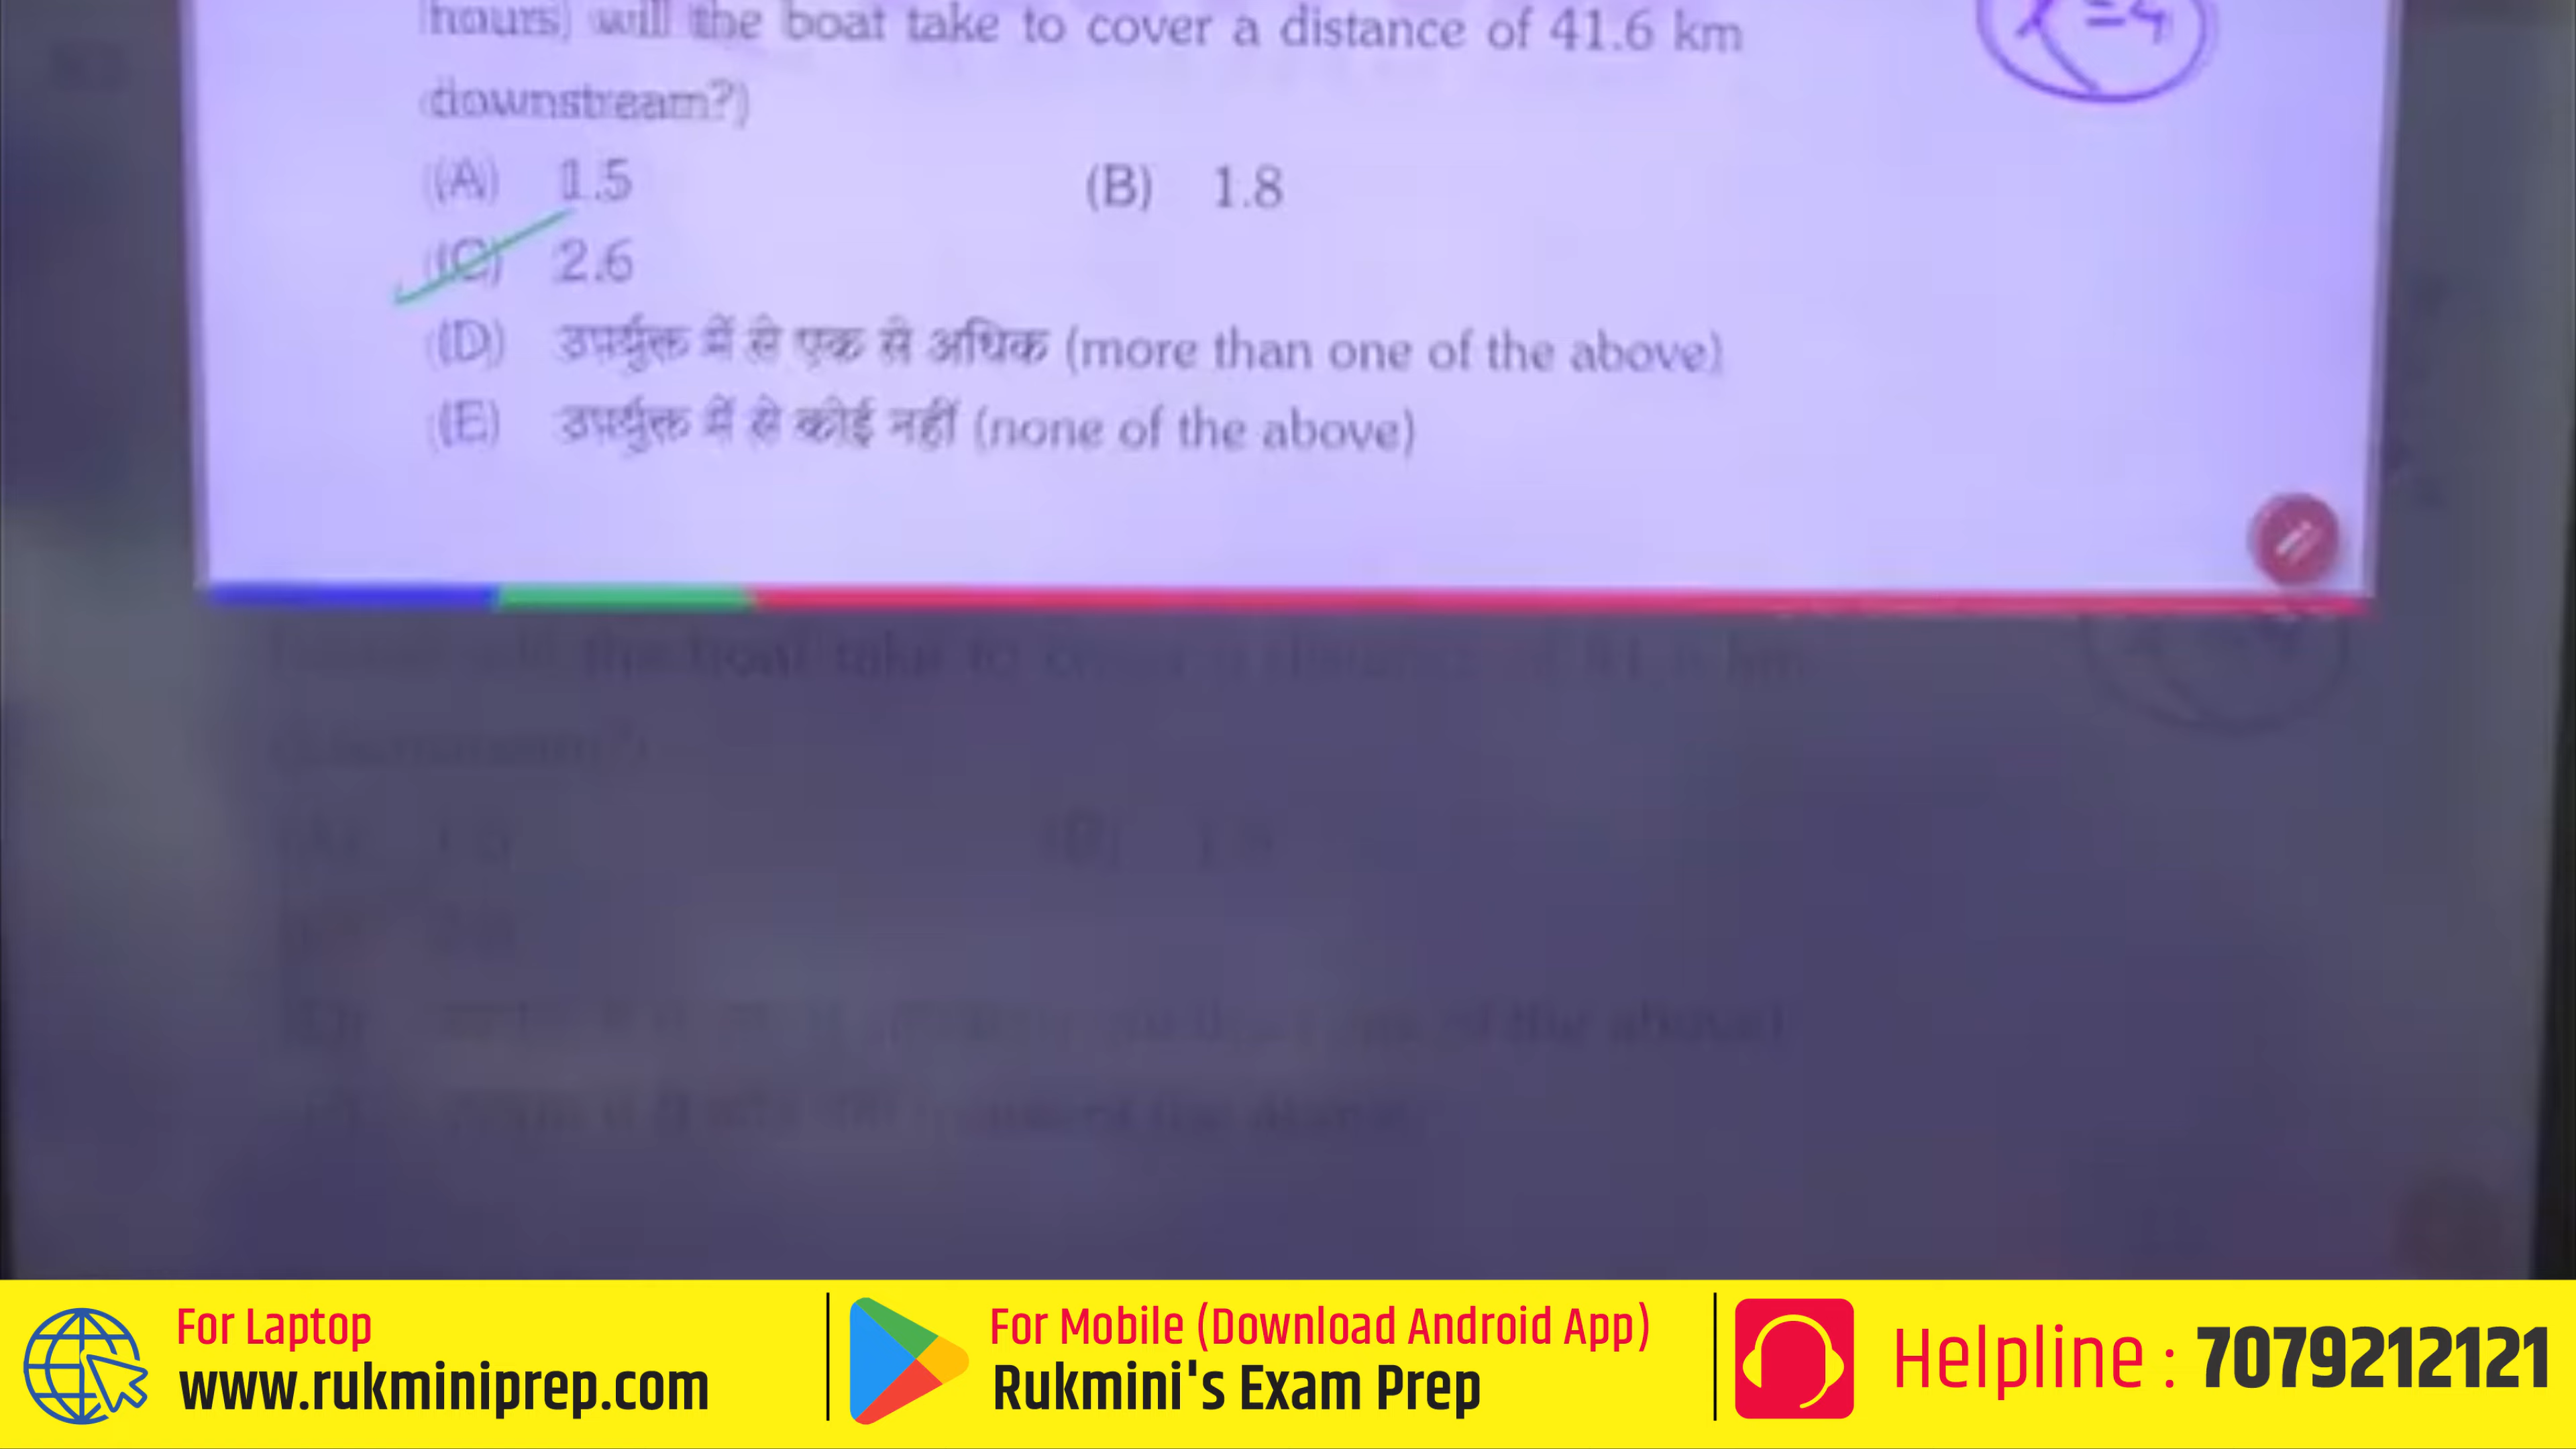 hours) will the boat take to cover a distance of 41.6 km
downstream?)
(A) 1.5 (B) 1.8
(C) 2.6
(D) उपर्युक्त में से एक से अधिक (more than one of the above)
(E) उपर्युक्त में से कोई नहीं (none of the above)
For Laptop
www.rukminiprep.com
For Mobile (Download Android App)
Rukmini's Exam Prep
Helpline : 7079212121